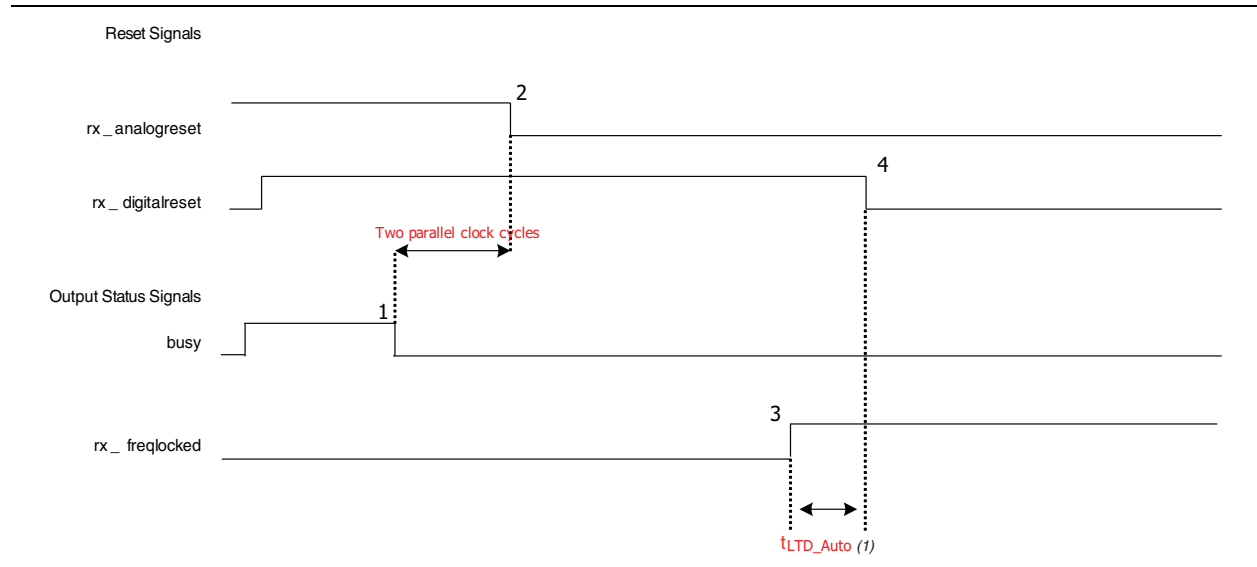 Reset Signals
2
rx _ analogreset
4
rx _ digitalreset
Two parallel clock cycles
Output Status Signals
1
busy
3
rx _ freqlocked
tLTD_Auto (1)